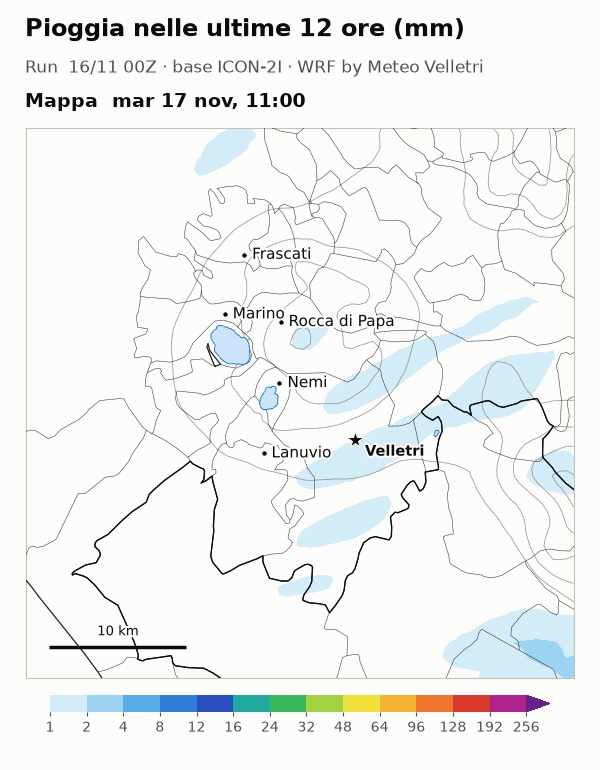 Pioggia nelle ultime 12 ore (mm)
Run 16/11 00Z · base ICON-2I · WRF by Meteo Velletri
Mappa mar 17 nov, 11:00
Frascati
Marino
Rocca di Papa
Nemi
Velletri
Lanuvio
10 km
1 2 4 8 12 16 24 32 48 64 96 128 192 256